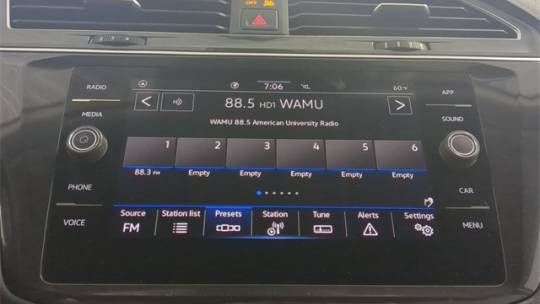 OFF
RADIO
MEDIA
PHONE
VOICE
7:06
60°F
88.5 HD1 WAMU
WAMU 88.5 American University Radio
1 2 3 4 5 6
88.3 FM Empty Empty Empty Empty Empty
Source Station list Presets Station Tune Alerts Settings
FM
APP
SOUND
CAR
MENU